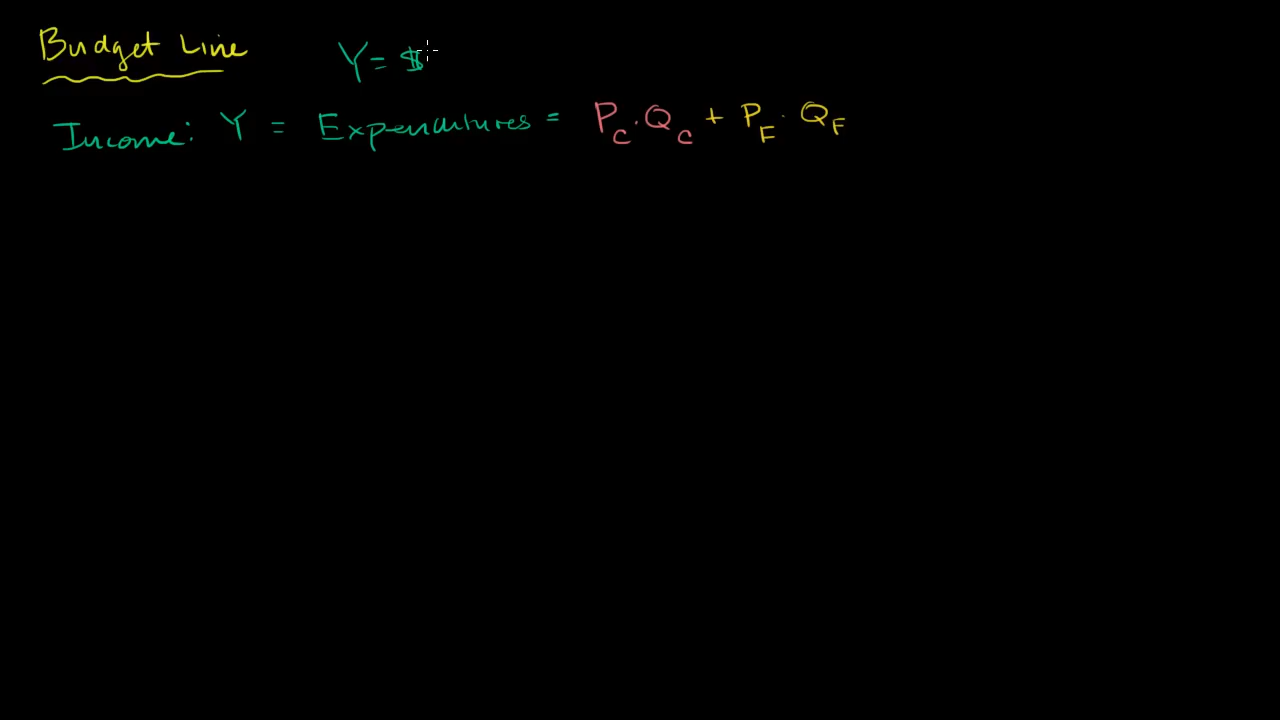 Budget Line
Y = $
Income: Y = Expenditures = P_C · Q_C + P_F · Q_F